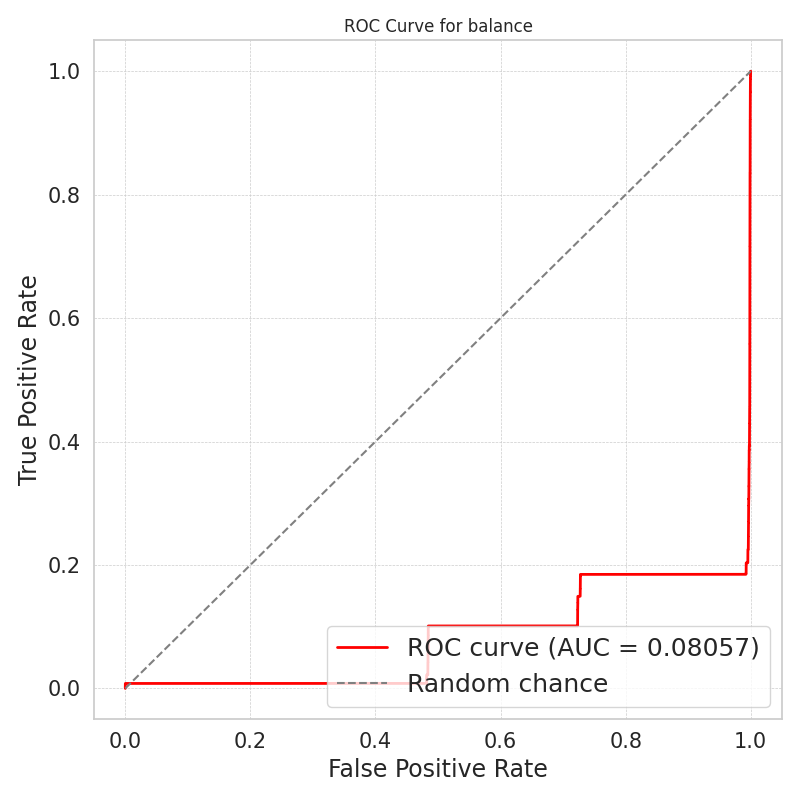 ROC Curve for balance
1.0
0.8
0.6
0.4
0.2
0.0
True Positive Rate
ROC curve (AUC = 0.08057)
Random chance
0.0 0.2 0.4 0.6 0.8 1.0
False Positive Rate